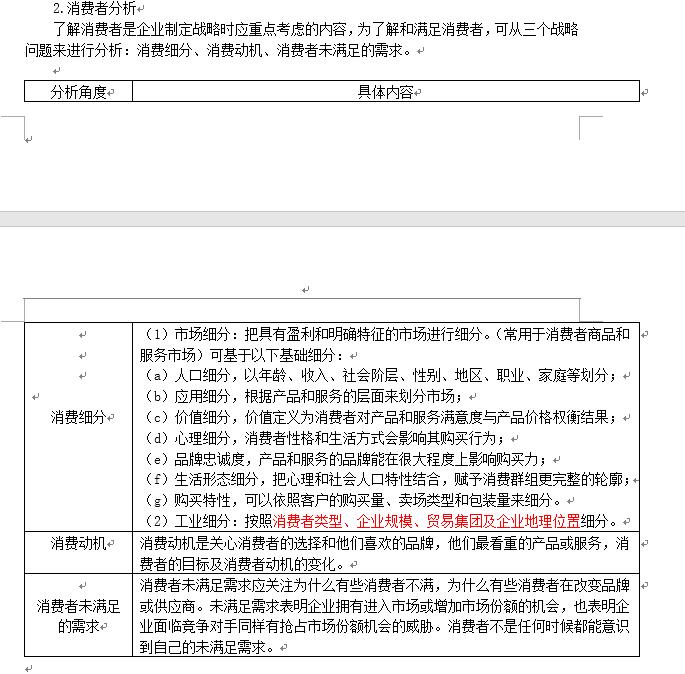 2.消费者分析
了解消费者是企业制定战略时应重点考虑的内容，为了解和满足消费者，可从三个战略
问题来进行分析：消费细分、消费动机、消费者未满足的需求。
分析角度 具体内容
（1）市场细分：把具有盈利和明确特征的市场进行细分。（常用于消费者商品和
服务市场）可基于以下基础细分：
（a）人口细分，以年龄、收入、社会阶层、性别、地区、职业、家庭等划分；
（b）应用细分，根据产品和服务的层面来划分市场；
消费细分
（c）价值细分，价值定义为消费者对产品和服务满意度与产品价格权衡结果；
（d）心理细分，消费者性格和生活方式会影响其购买行为；
（e）品牌忠诚度，产品和服务的品牌能在很大程度上影响购买力；
（f）生活形态细分，把心理和社会人口特性结合，赋予消费群组更完整的轮廓；
（g）购买特性，可以依照客户的购买量、卖场类型和包装量来细分。
（2）工业细分：按照消费者类型、企业规模、贸易集团及企业地理位置细分。
消费动机
消费动机是关心消费者的选择和他们喜欢的品牌，他们最看重的产品或服务，消
费者的目标及消费者动机的变化。
消费者未满足
的需求
消费者未满足需求应关注为什么有些消费者不满，为什么有些消费者在改变品牌
或供应商。未满足需求表明企业拥有进入市场或增加市场份额的机会，也表明企
业面临竞争对手同样有抢占市场份额机会的威胁。消费者不是任何时候都能意识
到自己的未满足需求。